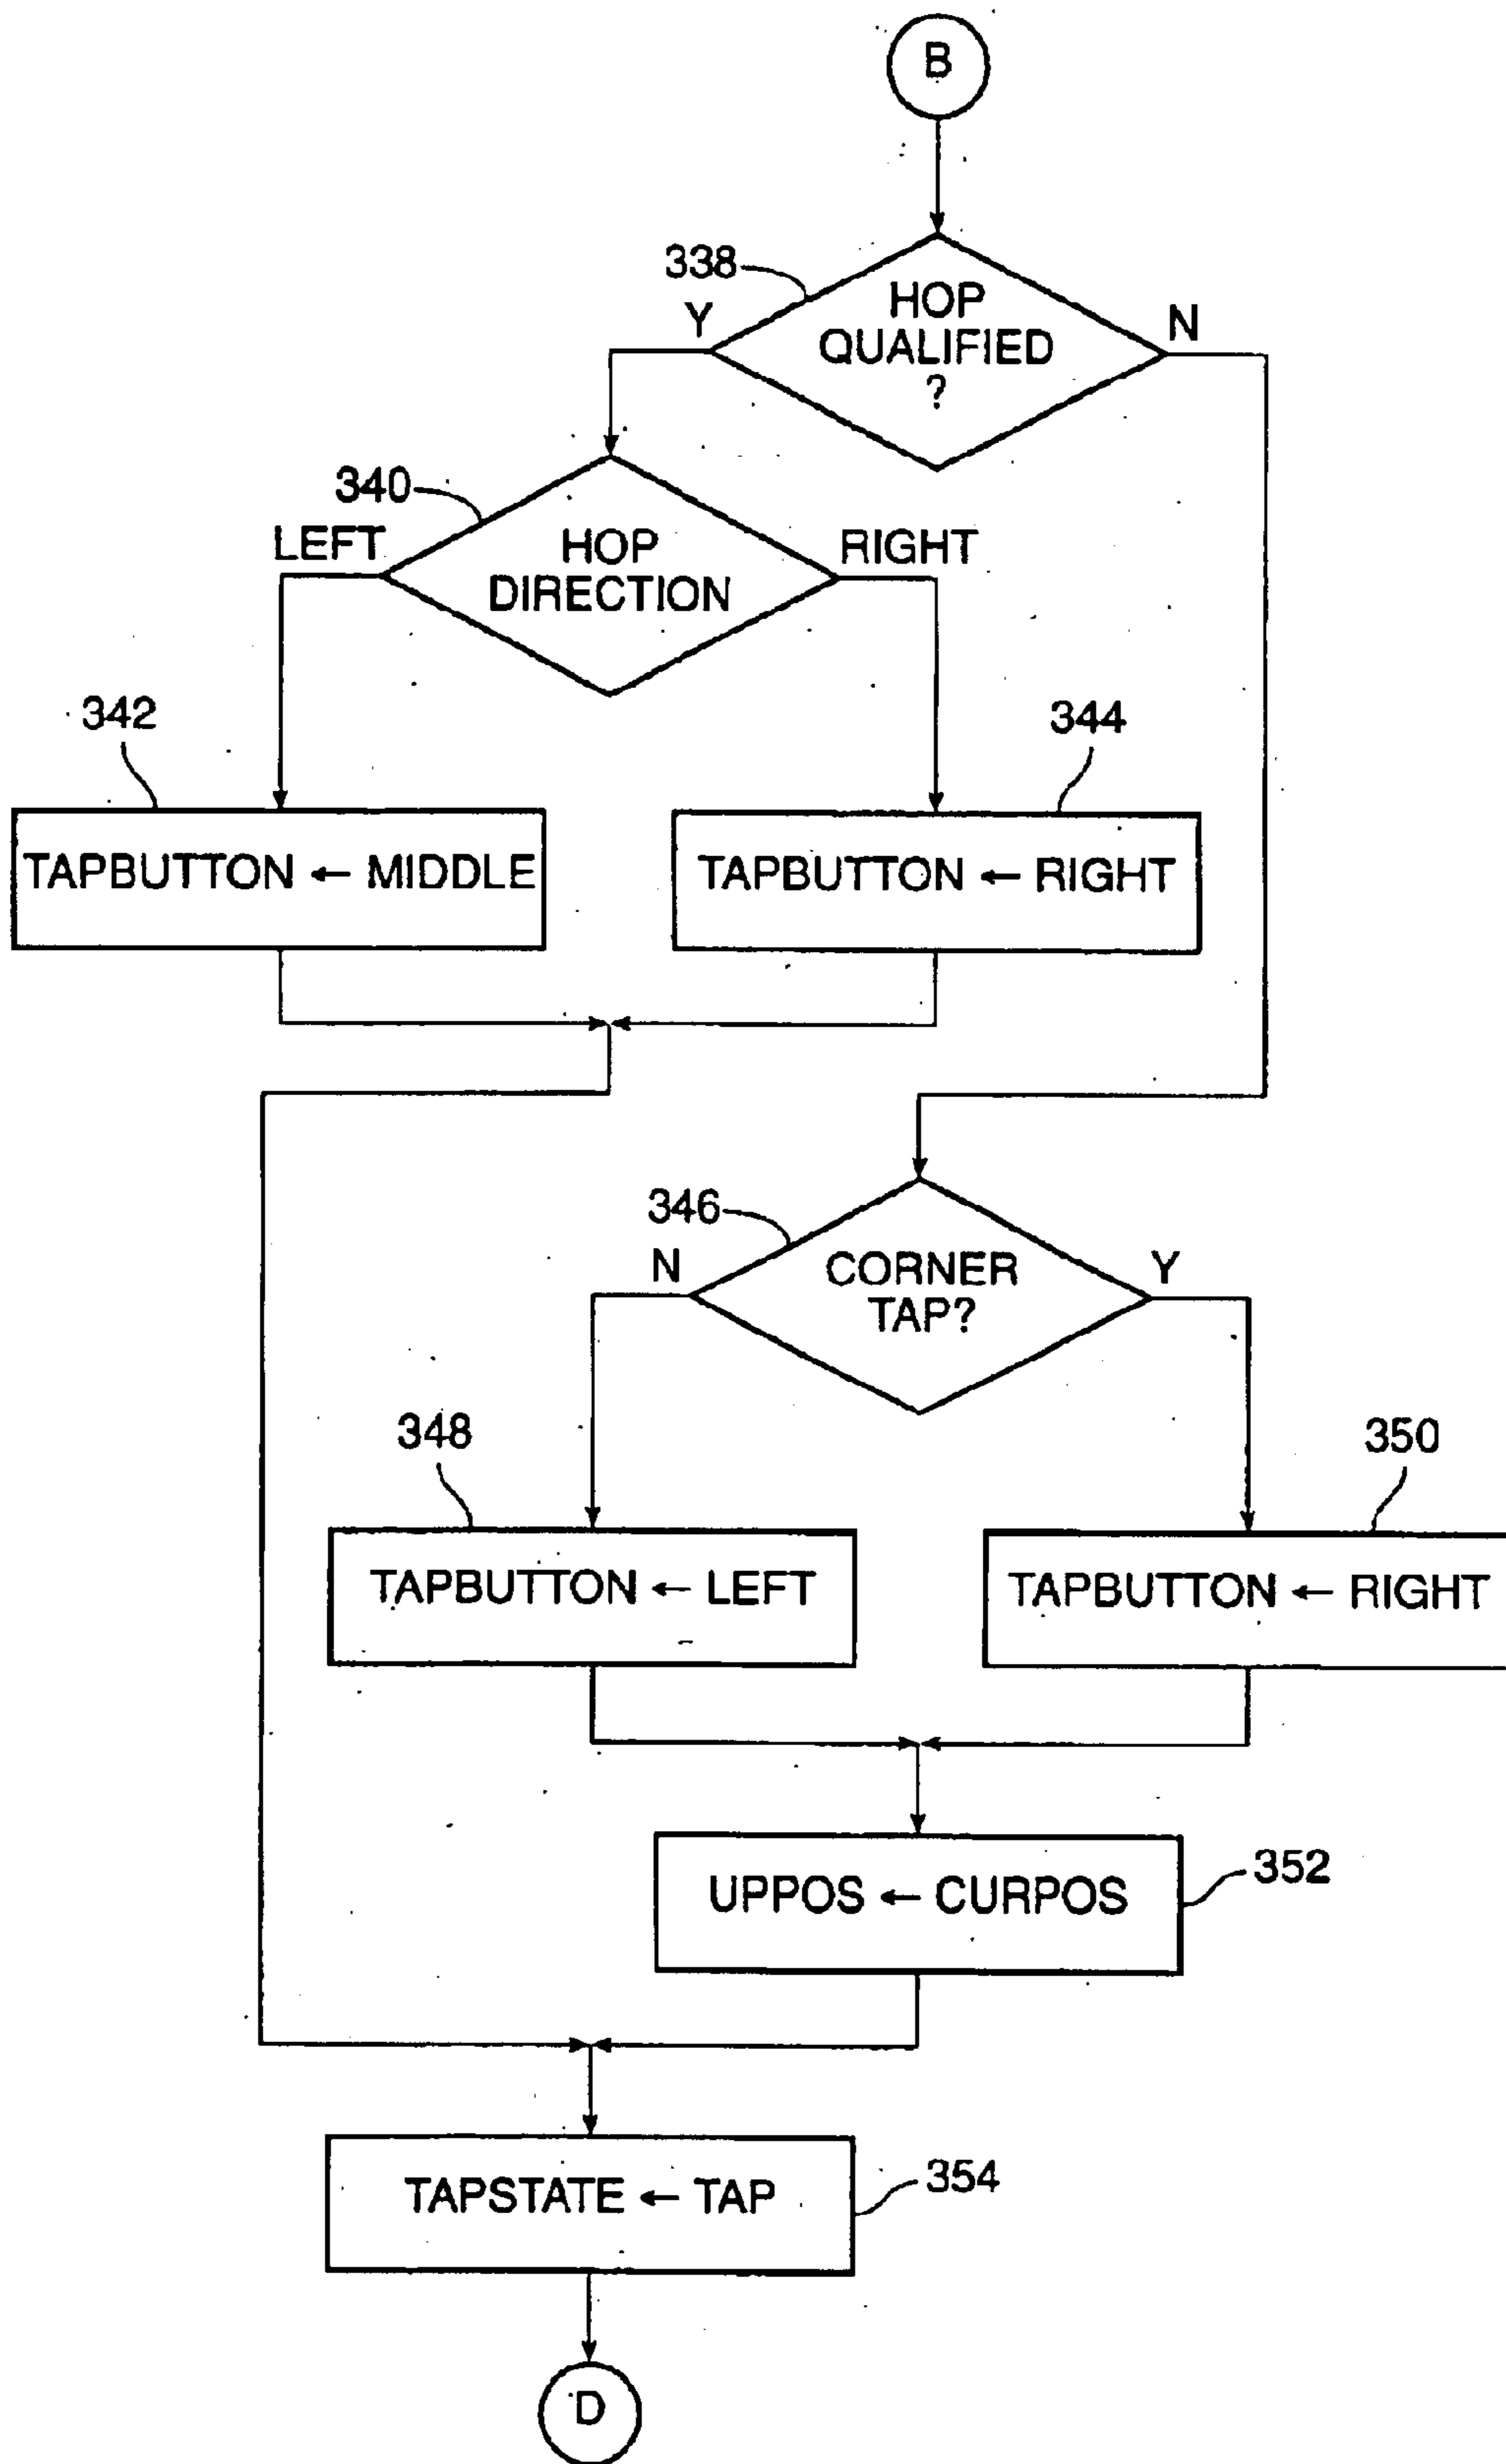 B
338
Y
N
HOP
QUALIFIED
?
340
LEFT
RIGHT
HOP
DIRECTION
342
344
TAPBUTTON ← MIDDLE
TAPBUTTON ← RIGHT
346
N
Y
CORNER
TAP?
348
350
TAPBUTTON ← LEFT
TAPBUTTON ← RIGHT
352
UPPOS ← CURPOS
354
TAPSTATE ← TAP
D